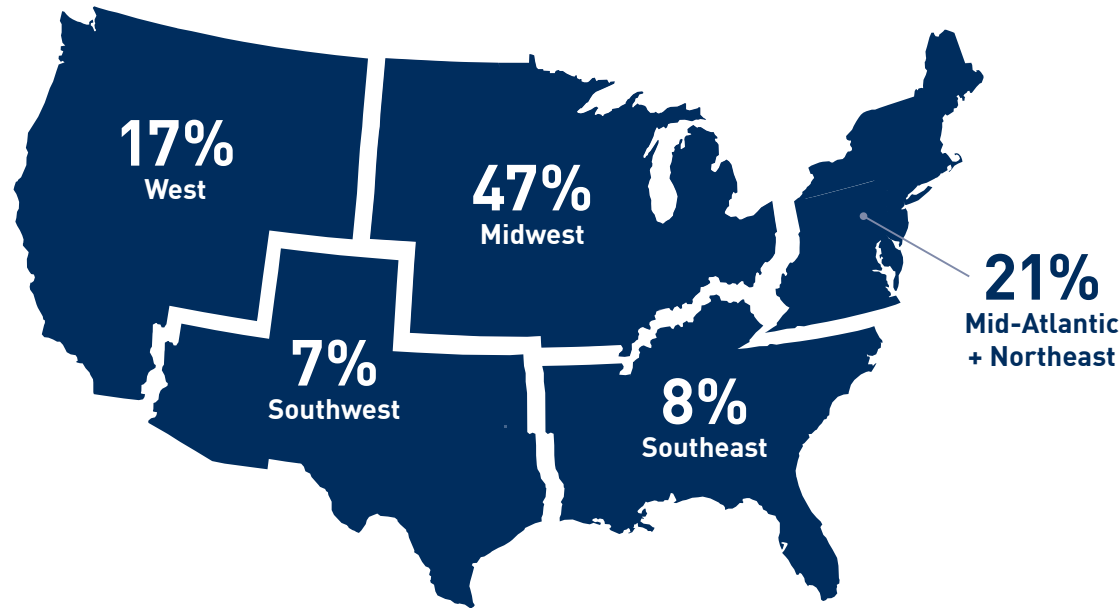 17%
West
47%
Midwest
21%
Mid-Atlantic
+ Northeast
7%
Southwest
8%
Southeast